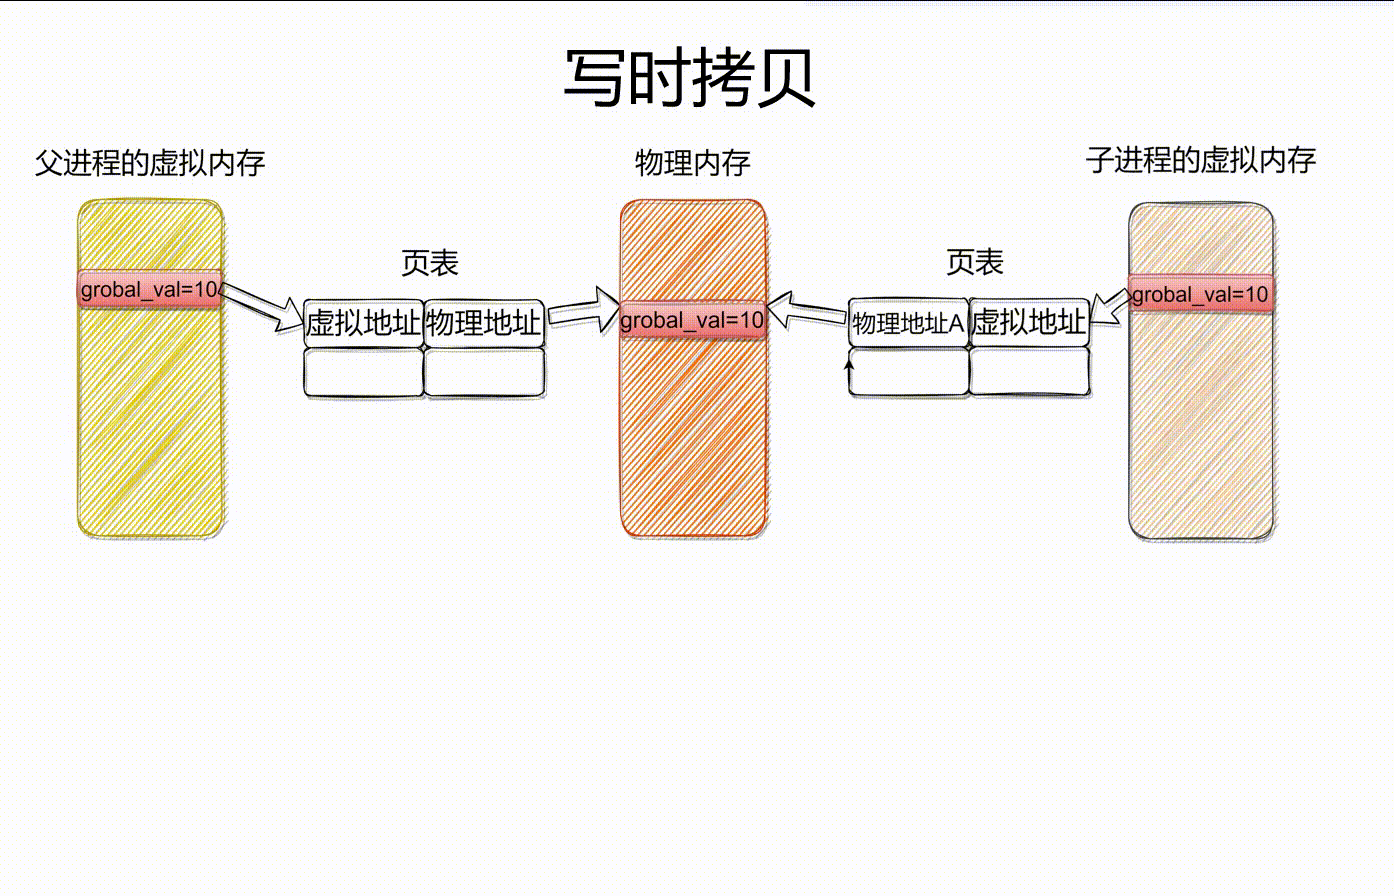 写时拷贝
父进程的虚拟内存
物理内存
子进程的虚拟内存
页表
页表
grobal_val=10
虚拟地址 物理地址
grobal_val=10
物理地址A 虚拟地址
grobal_val=10